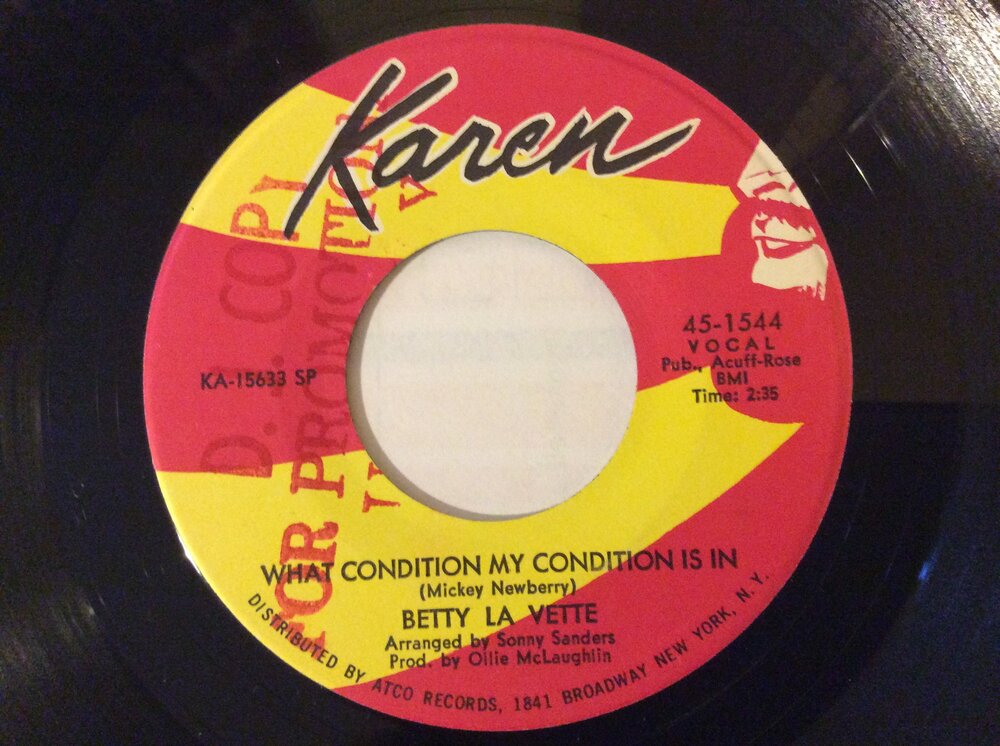 Karen
D. J. COPY
FOR PROMOTION
45-1544
VOCAL
Pub., Acuff-Rose
BMI
Time: 2:35
KA-15633 SP
WHAT CONDITION MY CONDITION IS IN
(Mickey Newberry)
BETTY LA VETTE
Arranged by Sonny Sanders
Prod. by Ollie McLaughlin
DISTRIBUTED BY ATCO RECORDS, 1841 BROADWAY NEW YORK, N.Y.